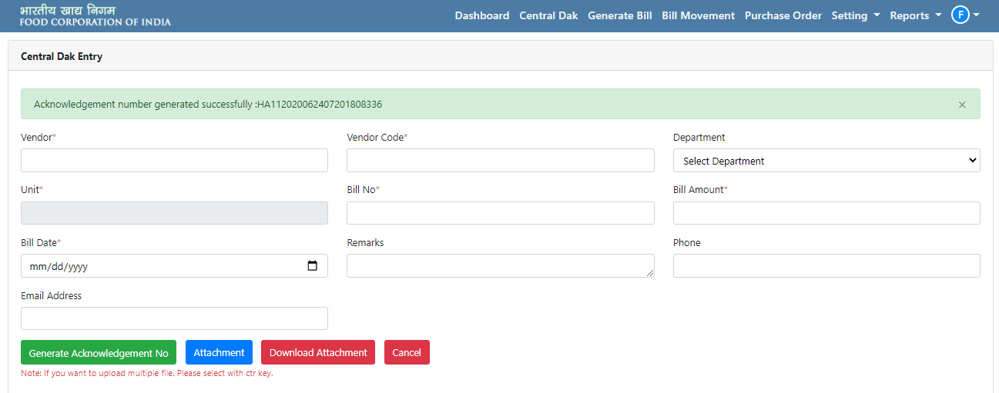 भारतीय खाद्य निगम
FOOD CORPORATION OF INDIA
Dashboard Central Dak Generate Bill Bill Movement Purchase Order Setting Reports F
Central Dak Entry
Acknowledgement number generated successfully :HA112020062407201808336 ×
Vendor* Vendor Code* Department
Select Department
Unit* Bill No* Bill Amount*
Bill Date* Remarks Phone
mm/dd/yyyy
Email Address
Generate Acknowledgement No Attachment Download Attachment Cancel
Note: If you want to upload multiple file. Please select with ctr key.